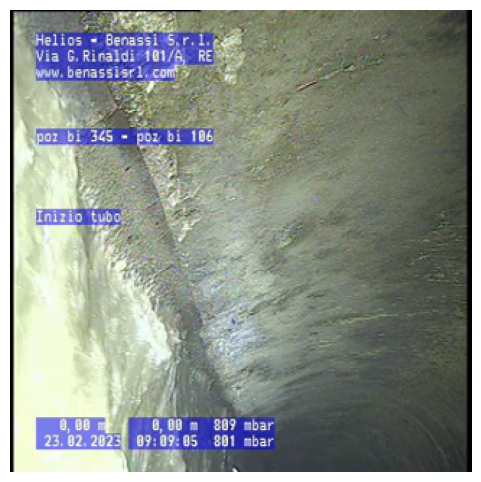 Helios - Benassi S.r.l.
Via G.Rinaldi 101/A, RE
www.benassisrl.com
poz bi 345 - poz bi 106
Inizio tubo
0,00 m 0,00 m 809 mbar
23.02.2023 09:09:05 801 mbar